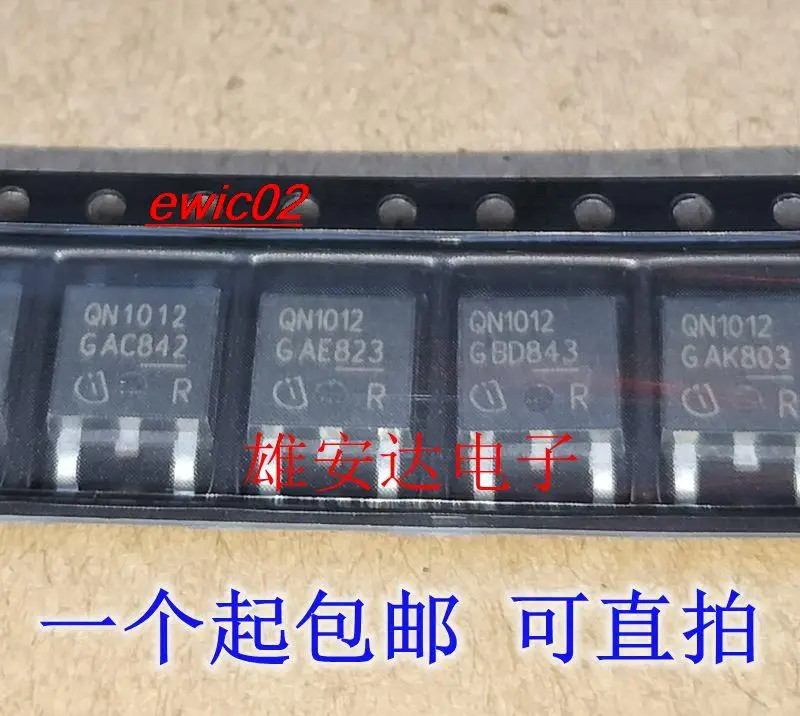 ewic02
QN1012
GAC842
R
QN1012
GAE823
R
QN1012
GBD843
R
QN1012
GAK803
R
雄安达电子
一个起包邮 可直拍